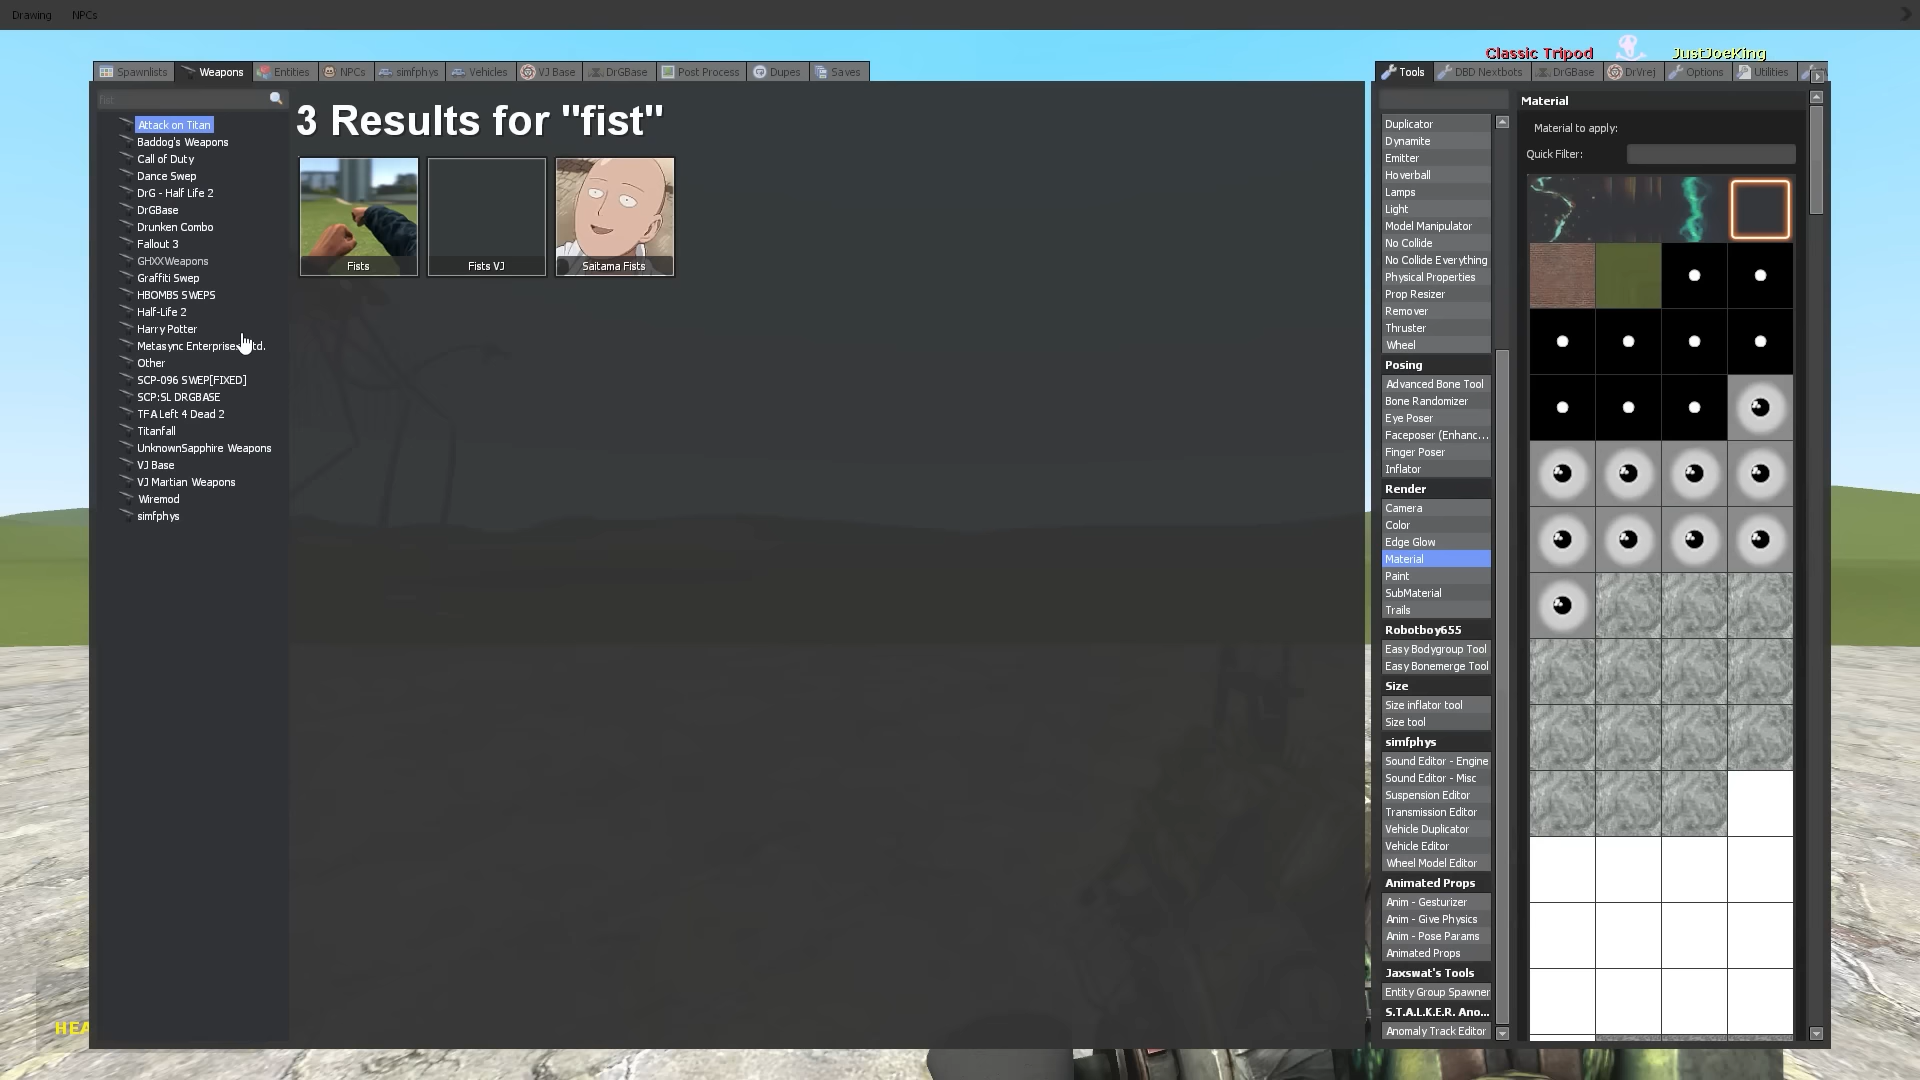 Drawing NPCs
Classic Tripod JustJoeKing
Spawnlists Weapons Entities NPCs simfphys Vehicles VJ Base DrGBase Post Process Dupes Saves
Tools DBD Nextbots DrGBase DrVrej Options Utilities
fist
3 Results for "fist"
Fists
Fists VJ
Saitama Fists
Attack on Titan
Baddog's Weapons
Call of Duty
Dance Swep
DrG - Half Life 2
DrGBase
Drunken Combo
Fallout 3
GHXXWeapons
Graffiti Swep
HBOMBS SWEPS
Half-Life 2
Harry Potter
Metasync Enterprises td.
Other
SCP-096 SWEP[FIXED]
SCP:SL DRGBASE
TFA Left 4 Dead 2
Titanfall
UnknownSapphire Weapons
VJ Base
VJ Martian Weapons
Wiremod
simfphys
HEA
Duplicator
Dynamite
Emitter
Hoverball
Lamps
Light
Model Manipulator
No Collide
No Collide Everything
Physical Properties
Prop Resizer
Remover
Thruster
Wheel
Posing
Advanced Bone Tool
Bone Randomizer
Eye Poser
Faceposer (Enhanc...
Finger Poser
Inflator
Render
Camera
Color
Edge Glow
Material
Paint
SubMaterial
Trails
Robotboy655
Easy Bodygroup Tool
Easy Bonemerge Tool
Size
Size inflator tool
Size tool
simfphys
Sound Editor - Engine
Sound Editor - Misc
Suspension Editor
Transmission Editor
Vehicle Duplicator
Vehicle Editor
Wheel Model Editor
Animated Props
Anim - Gesturizer
Anim - Give Physics
Anim - Pose Params
Animated Props
Jaxswat's Tools
Entity Group Spawner
S.T.A.L.K.E.R. Ano...
Anomaly Track Editor
Material
Material to apply:
Quick Filter: